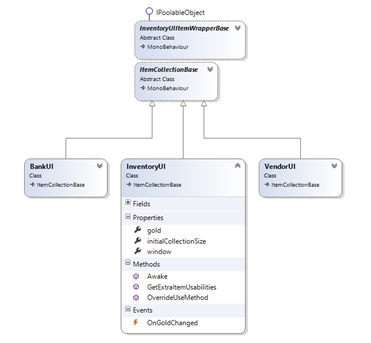 IPoolableObject
InventoryUIItemWrapperBase
Abstract Class
MonoBehaviour
ItemCollectionBase
Abstract Class
MonoBehaviour
BankUI
Class
ItemCollectionBase
InventoryUI
Class
ItemCollectionBase
Fields
Properties
gold
initialCollectionSize
window
Methods
Awake
GetExtraItemUsabilities
OverrideUseMethod
Events
OnGoldChanged
VendorUI
Class
ItemCollectionBase